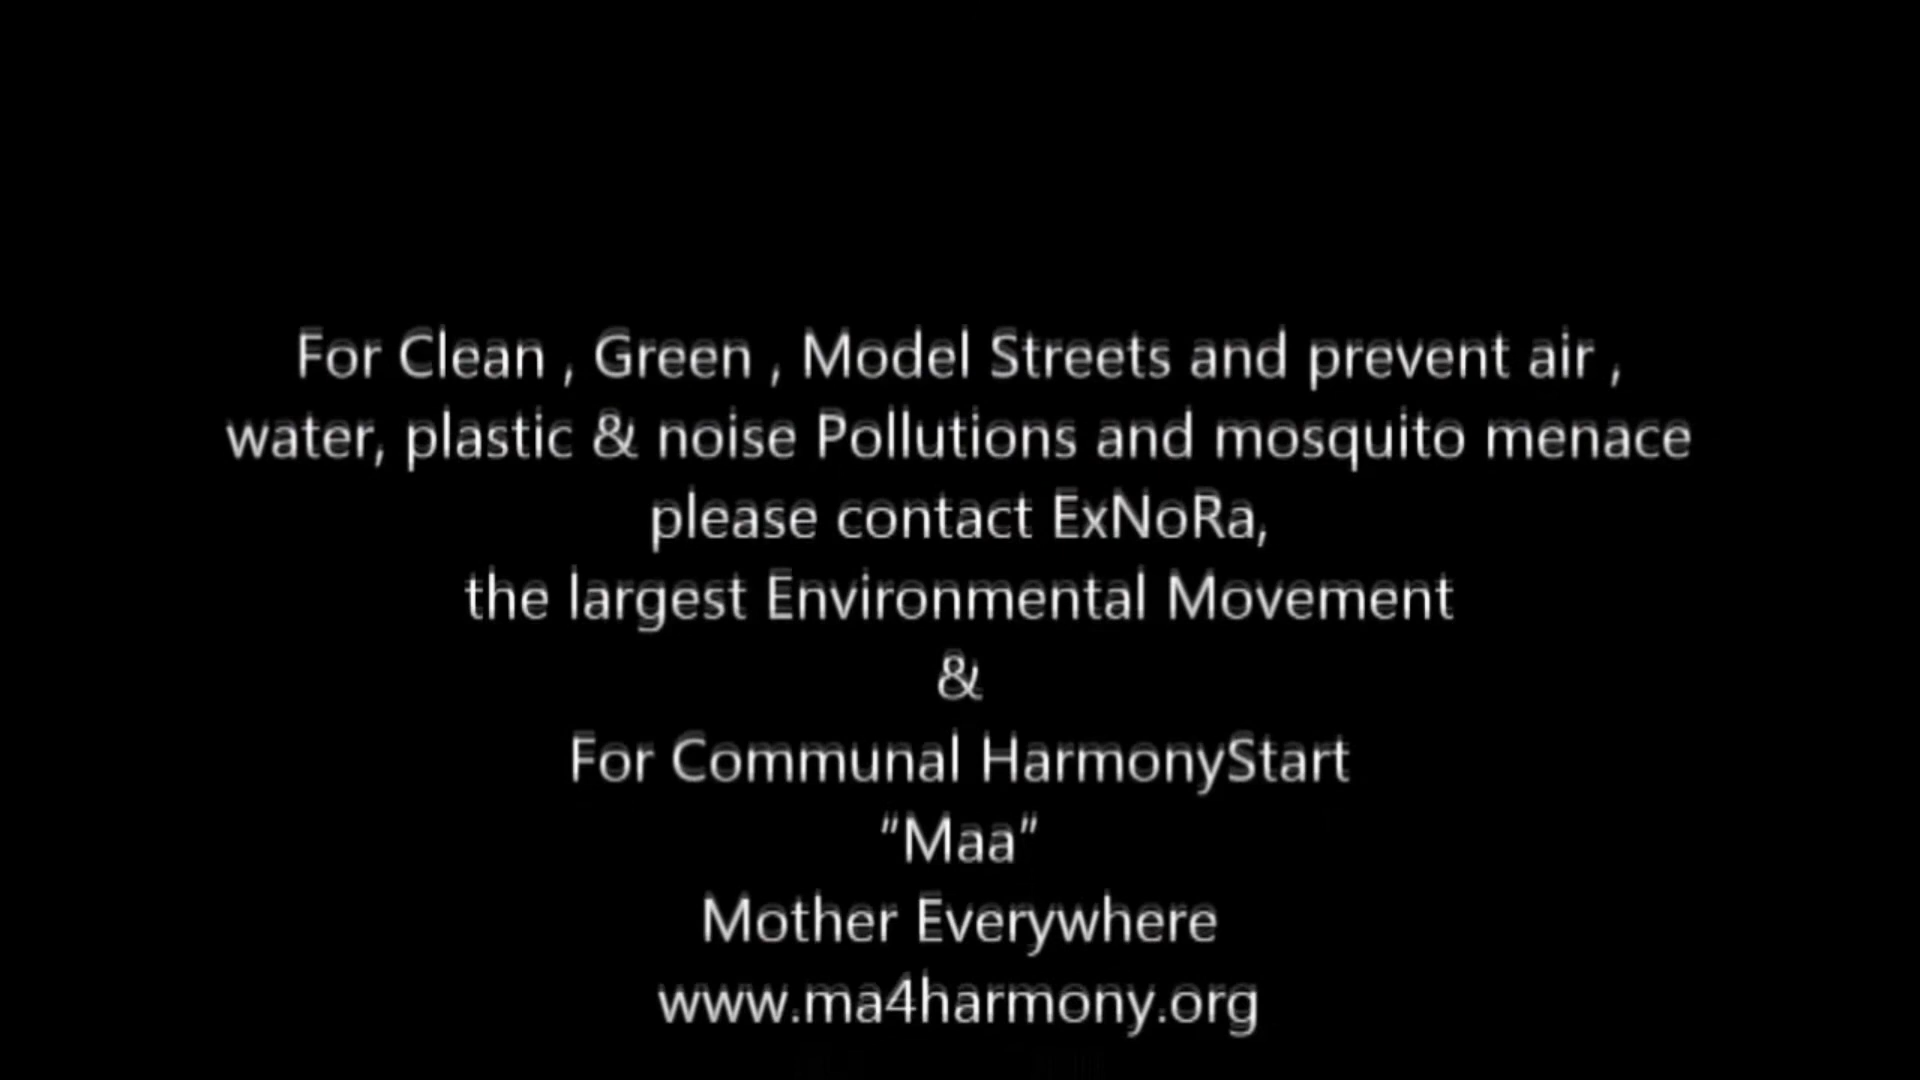 For Clean , Green , Model Streets and prevent air ,
water, plastic & noise Pollutions and mosquito menace
please contact ExNoRa,
the largest Environmental Movement
&
For Communal HarmonyStart
“Maa”
Mother Everywhere
www.ma4harmony.org